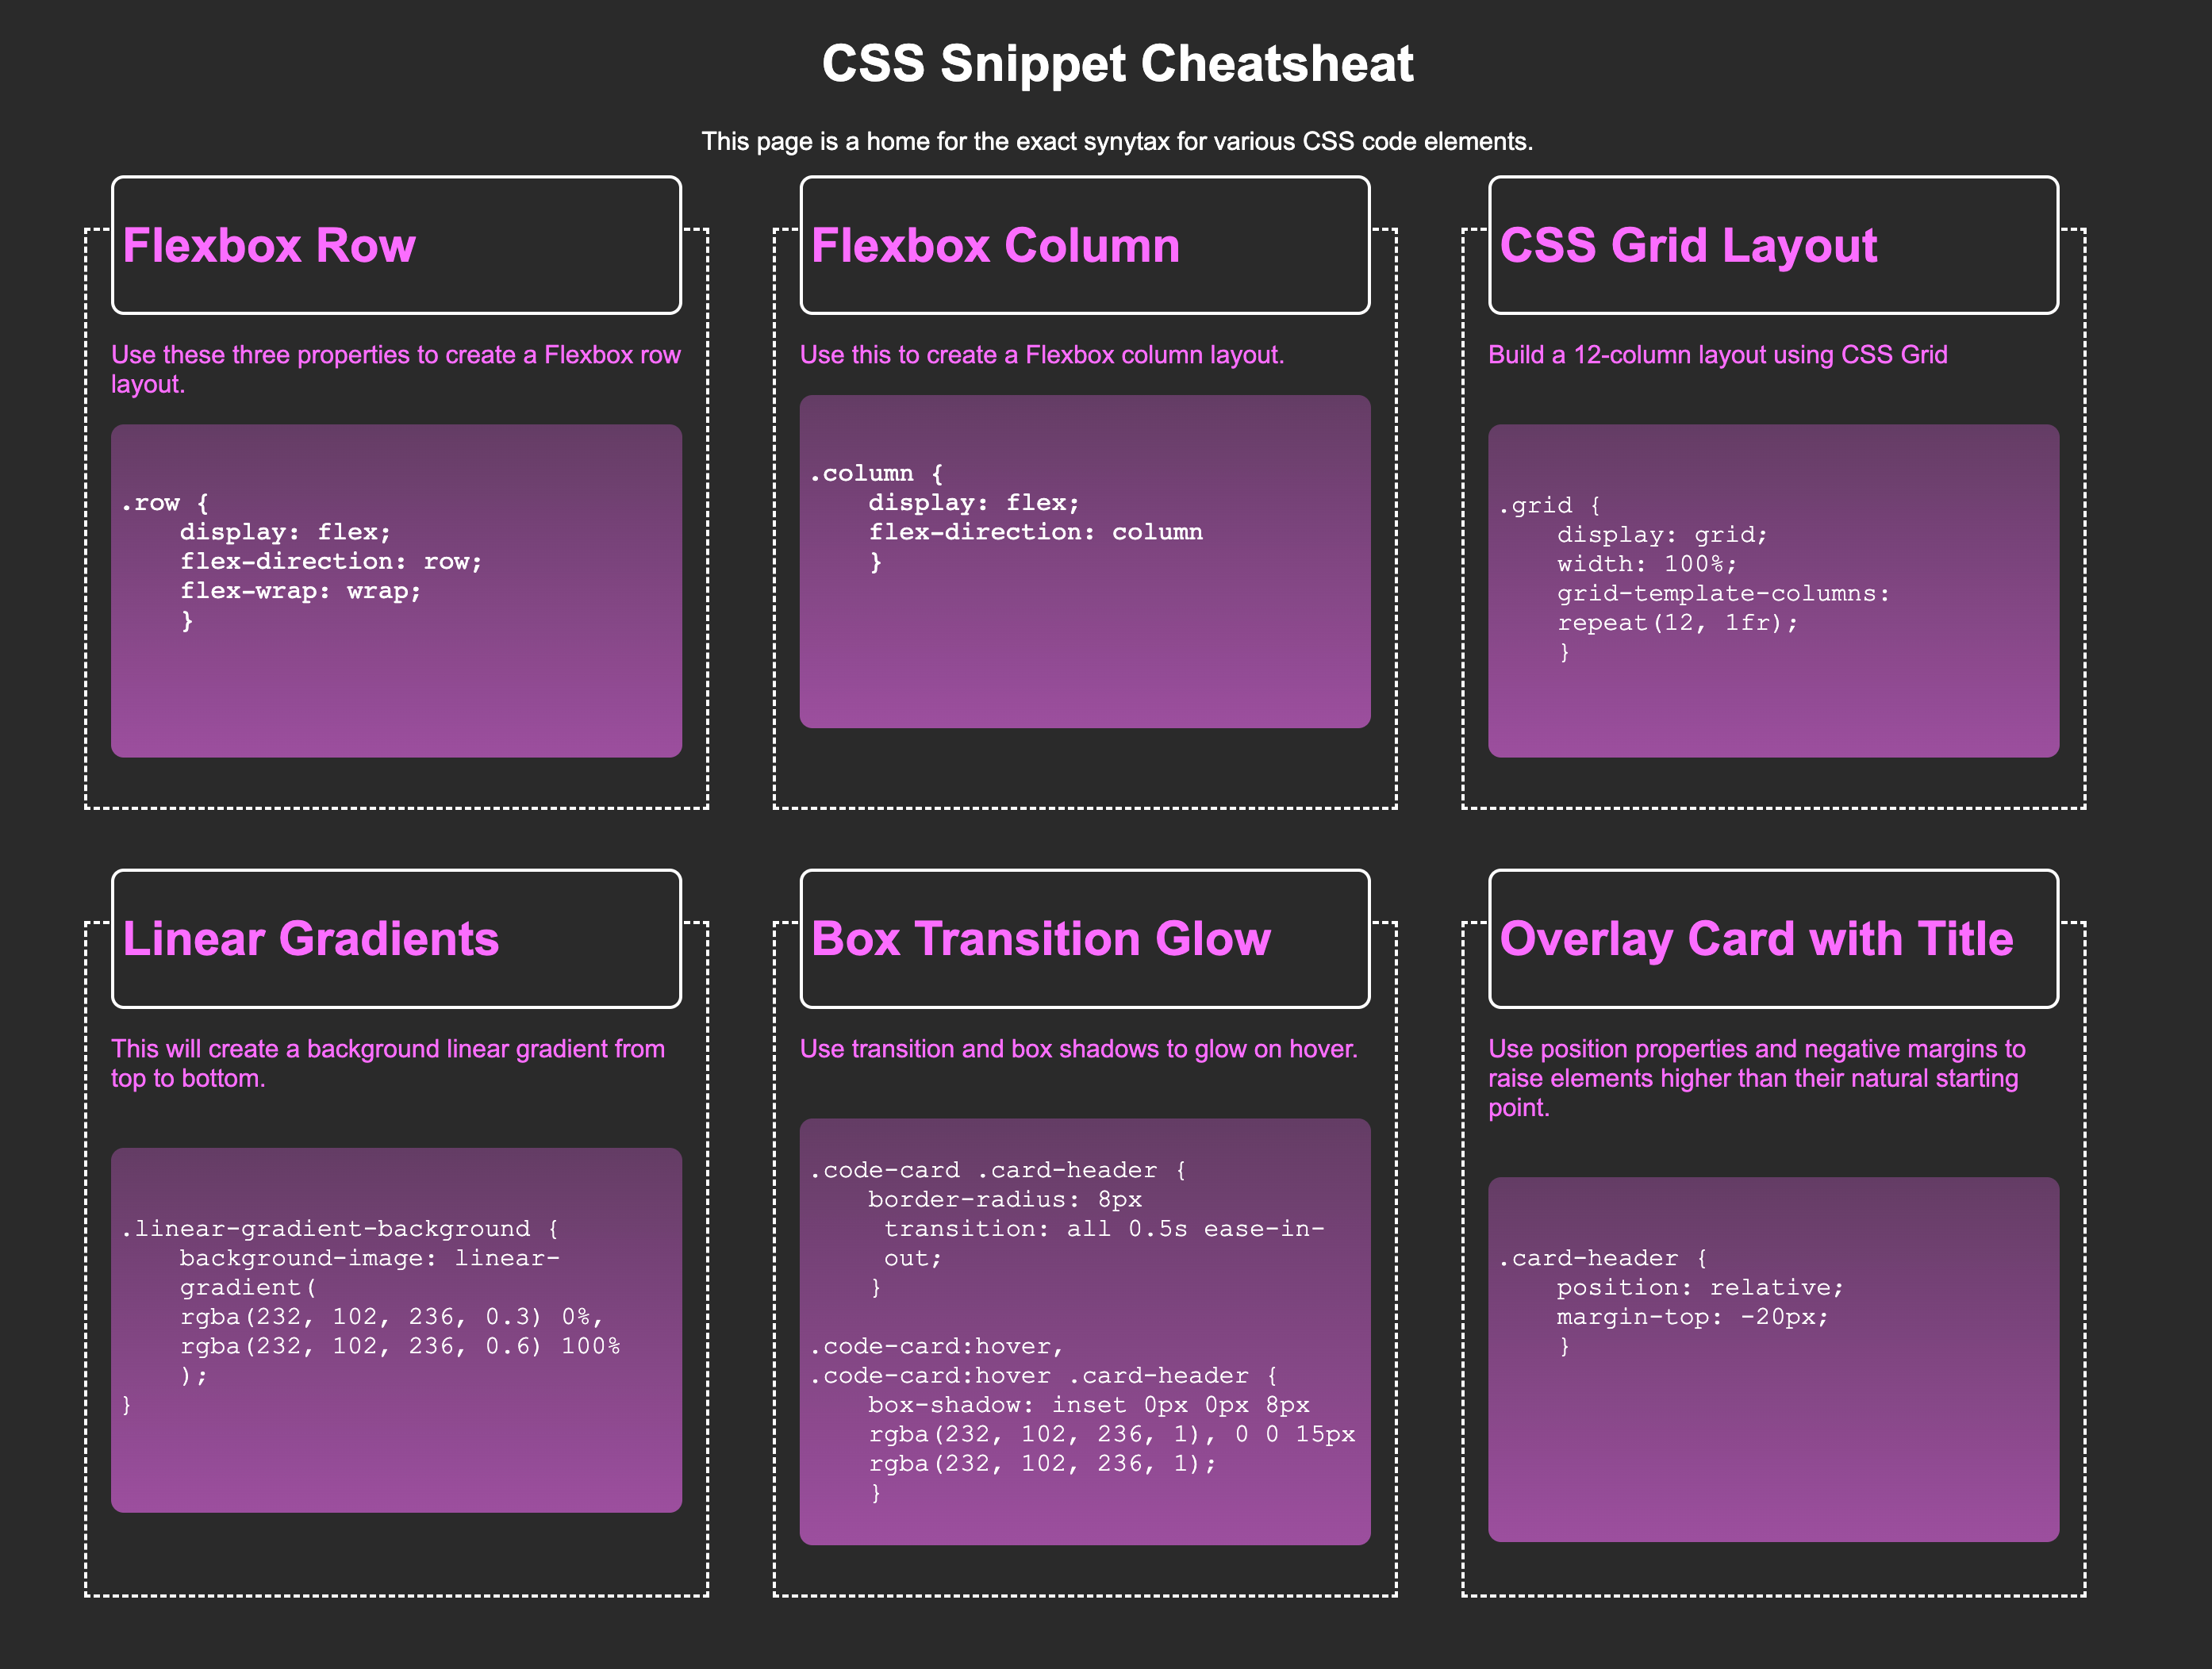 CSS Snippet Cheatsheat
This page is a home for the exact synytax for various CSS code elements.
Flexbox Row
Use these three properties to create a Flexbox row
layout.
.row {
display: flex;
flex-direction: row;
flex-wrap: wrap;
}
Flexbox Column
Use this to create a Flexbox column layout.
.column {
display: flex;
flex-direction: column
}
CSS Grid Layout
Build a 12-column layout using CSS Grid
.grid {
display: grid;
width: 100%;
grid-template-columns:
repeat(12, 1fr);
}
Linear Gradients
This will create a background linear gradient from
top to bottom.
.linear-gradient-background {
background-image: linear-
gradient(
rgba(232, 102, 236, 0.3) 0%,
rgba(232, 102, 236, 0.6) 100%
);
}
Box Transition Glow
Use transition and box shadows to glow on hover.
.code-card .card-header {
border-radius: 8px
transition: all 0.5s ease-in-
out;
}
.code-card:hover,
.code-card:hover .card-header {
box-shadow: inset 0px 0px 8px
rgba(232, 102, 236, 1), 0 0 15px
rgba(232, 102, 236, 1);
}
Overlay Card with Title
Use position properties and negative margins to
raise elements higher than their natural starting
point.
.card-header {
position: relative;
margin-top: -20px;
}